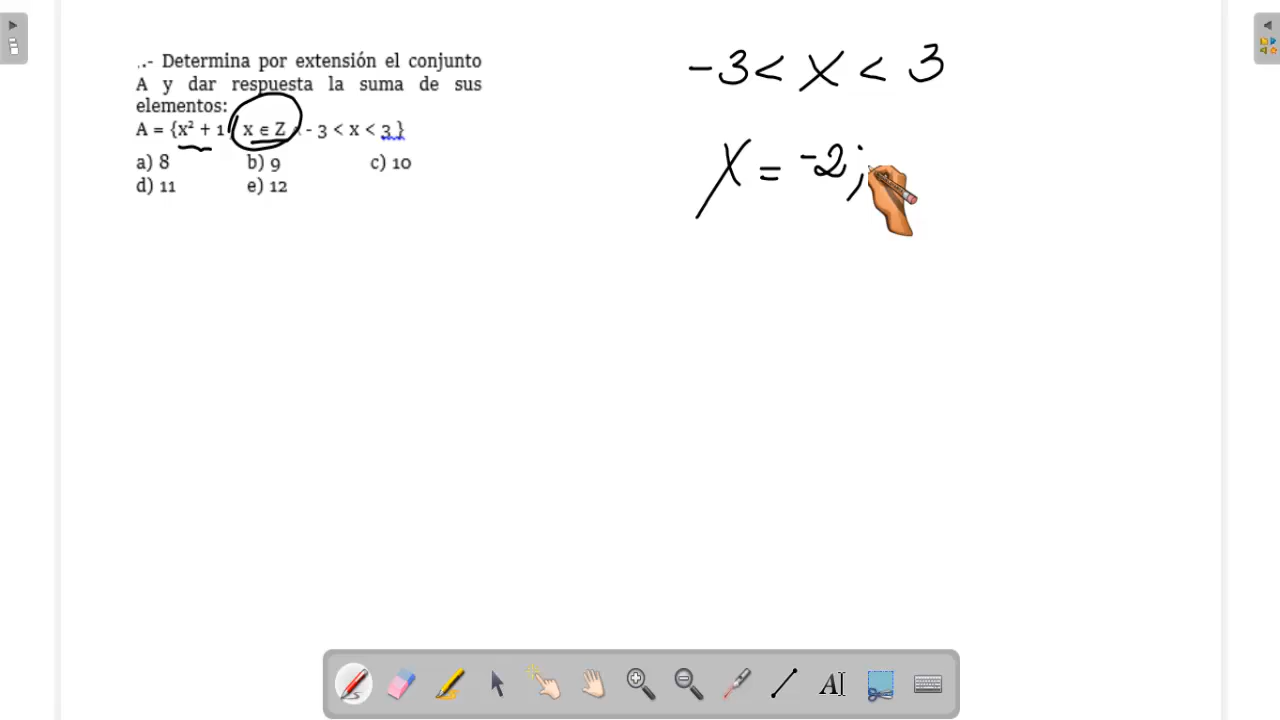 ..- Determina por extensión el conjunto
A y dar respuesta la suma de sus
elementos:
A = {x² + 1 x ∈ Z - 3 < x < 3 }
a) 8 b) 9 c) 10
d) 11 e) 12
-3 < x < 3
x = -2;